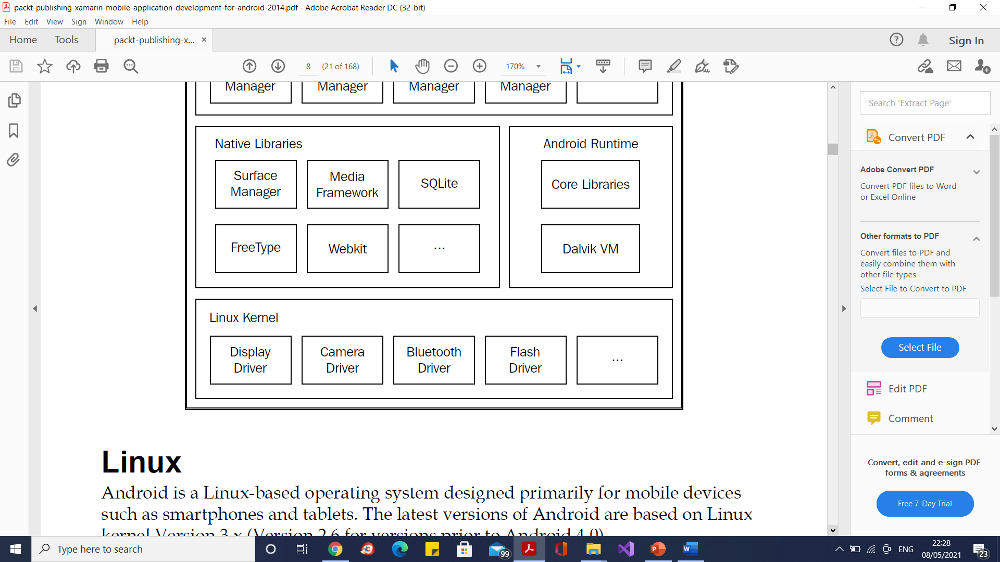 packt-publishing-xamarin-mobile-application-development-for-android-2014.pdf - Adobe Acrobat Reader DC (32-bit)
File Edit View Sign Window Help
Home Tools packt-publishing-x... × Sign In
8 (21 of 168) 170%
Manager Manager Manager Manager
Native Libraries
Surface
Manager
Media
Framework
SQLite
FreeType
Webkit
...
Android Runtime
Core Libraries
Dalvik VM
Linux Kernel
Display
Driver
Camera
Driver
Bluetooth
Driver
Flash
Driver
...
Linux
Android is a Linux-based operating system designed primarily for mobile devices
such as smartphones and tablets. The latest versions of Android are based on Linux
kernel Version 3.x (Version 2.6 for versions prior to Android 4.0).
Search 'Extract Page'
Convert PDF
Adobe Convert PDF
Convert PDF files to Word
or Excel Online
Other formats to PDF
Convert files to PDF and
easily combine them with
other file types
Select File to Convert to PDF
Select File
Edit PDF
Comment
Convert, edit and e-sign PDF
forms & agreements
Free 7-Day Trial
Type here to search
99
ENG
22:28
08/05/2021
23